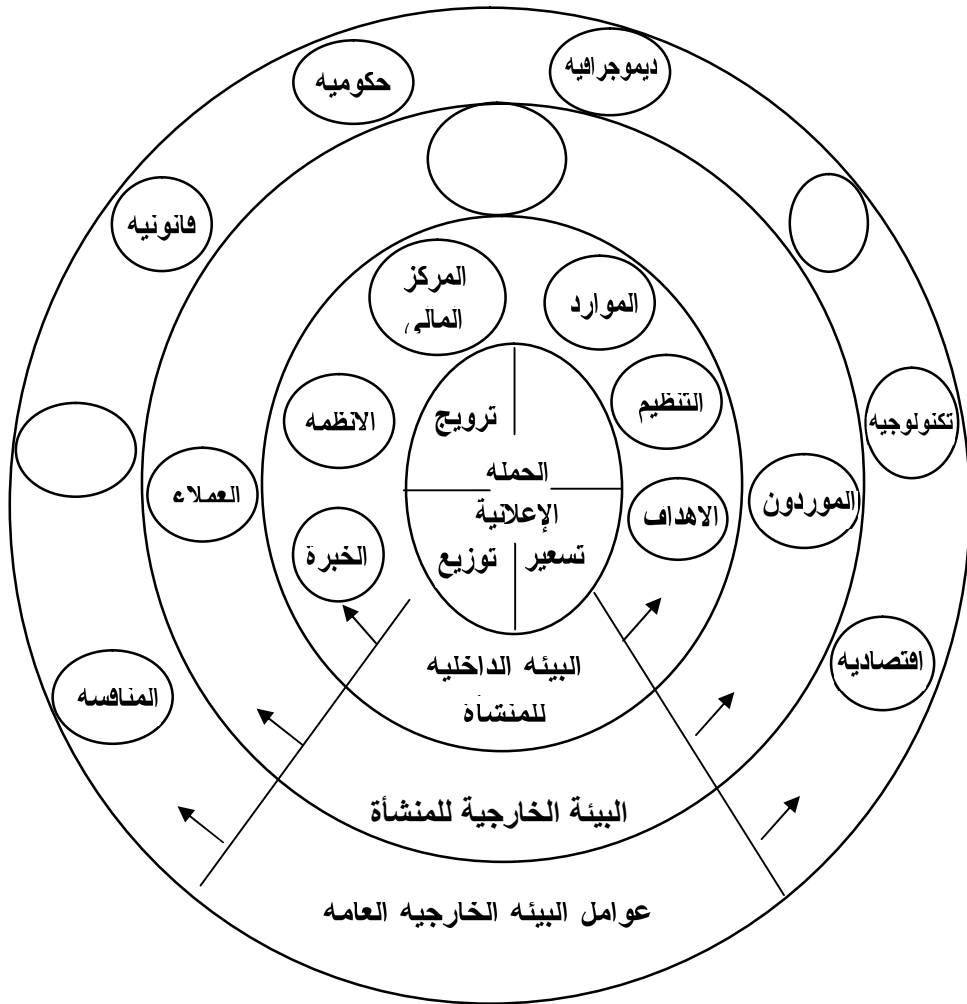 ديموجرافيه
حكوميه
قانونيه
المركز
المالي
الموارد
ترويج
التنظيم
الانظمه
تكنولوجيه
الحمله
العملاء
الموردون
الاهداف
الإعلانية
الخبرة
توزيع
تسعير
اقتصاديه
المنافسه
البيئه الداخليه
للمنشأة
البيئة الخارجية للمنشأة
عوامل البيئه الخارجيه العامه